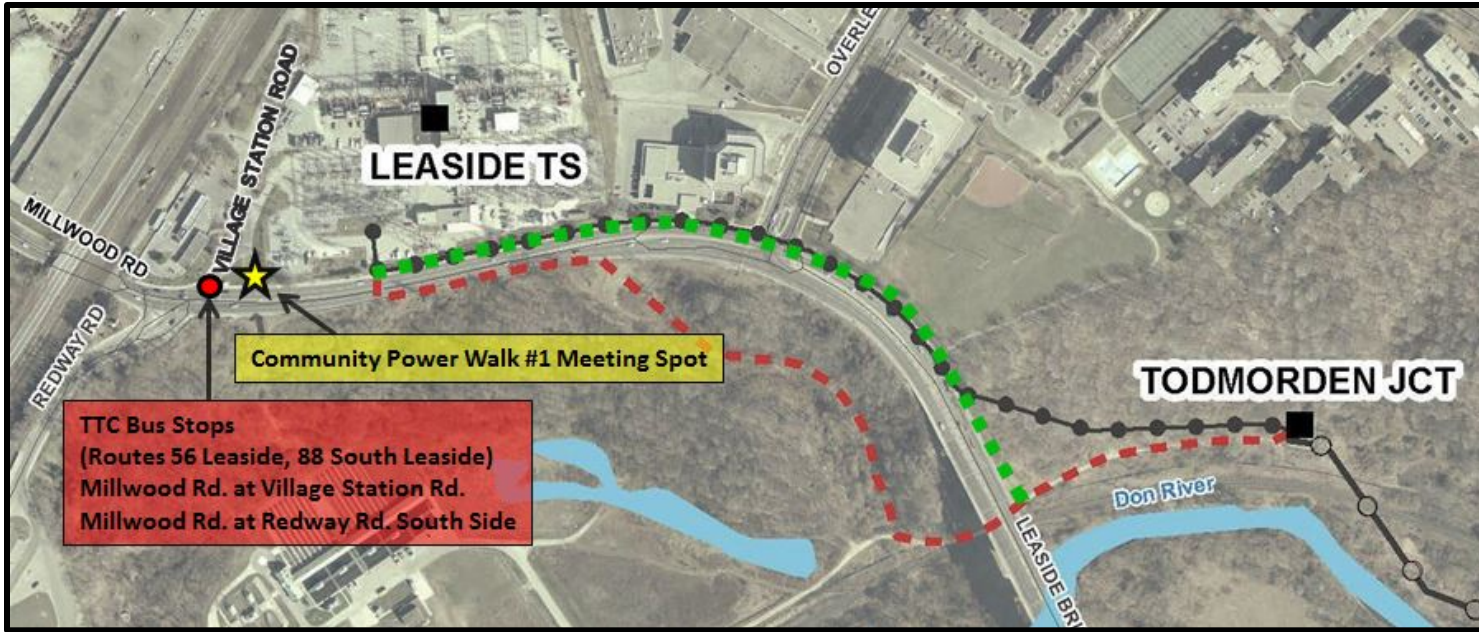 OVERLE
VILLAGE STATION ROAD
LEASIDE TS
MILLWOOD RD
REDWAY RD
Community Power Walk #1 Meeting Spot
TODMORDEN JCT
TTC Bus Stops
(Routes 56 Leaside, 88 South Leaside)
Millwood Rd. at Village Station Rd.
Millwood Rd. at Redway Rd. South Side
Don River
LEASIDE BRI